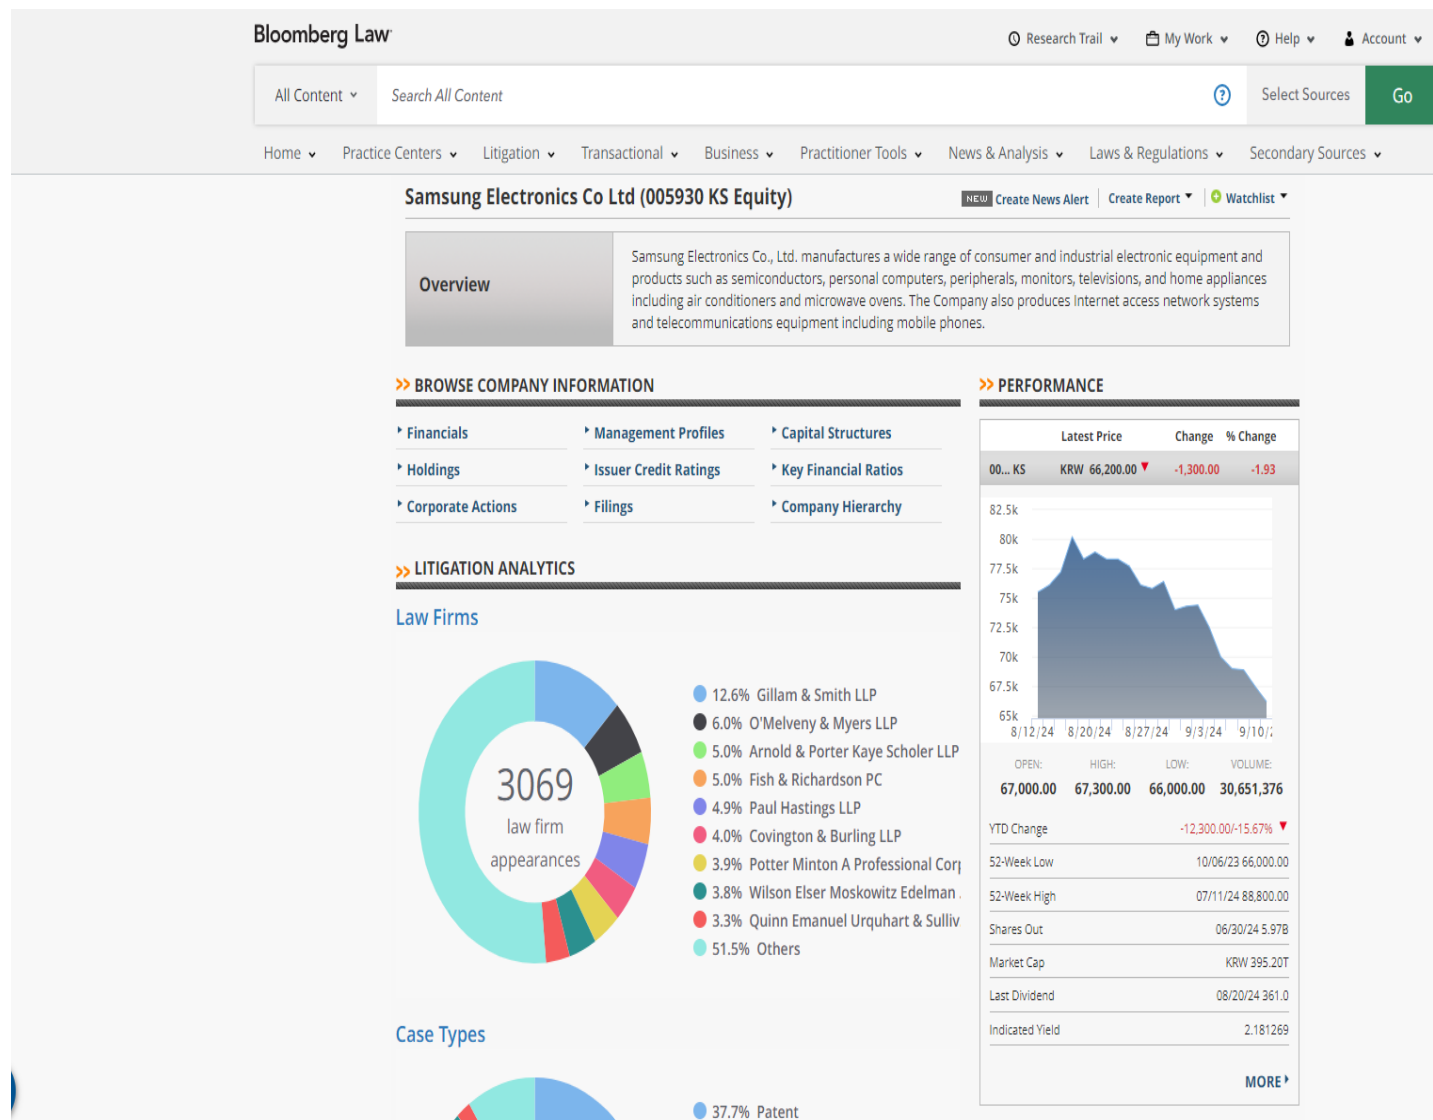 Bloomberg Law
Research Trail
My Work
Help
Account
All Content
Search All Content
Select Sources
Go
Home
Practice Centers
Litigation
Transactional
Business
Practitioner Tools
News & Analysis
Laws & Regulations
Secondary Sources
Samsung Electronics Co Ltd (005930 KS Equity)
NEW Create News Alert
Create Report
Watchlist
Overview
Samsung Electronics Co., Ltd. manufactures a wide range of consumer and industrial electronic equipment and
products such as semiconductors, personal computers, peripherals, monitors, televisions, and home appliances
including air conditioners and microwave ovens. The Company also produces Internet access network systems
and telecommunications equipment including mobile phones.
>> BROWSE COMPANY INFORMATION
Financials
Management Profiles
Capital Structures
Holdings
Issuer Credit Ratings
Key Financial Ratios
Corporate Actions
Filings
Company Hierarchy
>> LITIGATION ANALYTICS
Law Firms
3069
law firm
appearances
12.6% Gillam & Smith LLP
6.0% O'Melveny & Myers LLP
5.0% Arnold & Porter Kaye Scholer LLP
5.0% Fish & Richardson PC
4.9% Paul Hastings LLP
4.0% Covington & Burling LLP
3.9% Potter Minton A Professional Corp
3.8% Wilson Elser Moskowitz Edelman .
3.3% Quinn Emanuel Urquhart & Sulliv.
51.5% Others
Case Types
37.7% Patent
>> PERFORMANCE
Latest Price Change % Change
00... KS KRW 66,200.00 -1,300.00 -1.93
82.5k
80k
77.5k
75k
72.5k
70k
67.5k
65k
8/12/24 8/20/24 8/27/24 9/3/24 9/10/2
OPEN: HIGH: LOW: VOLUME:
67,000.00 67,300.00 66,000.00 30,651,376
YTD Change -12,300.00/-15.67%
52-Week Low 10/06/23 66,000.00
52-Week High 07/11/24 88,800.00
Shares Out 06/30/24 5.97B
Market Cap KRW 395.20T
Last Dividend 08/20/24 361.0
Indicated Yield 2.181269
MORE